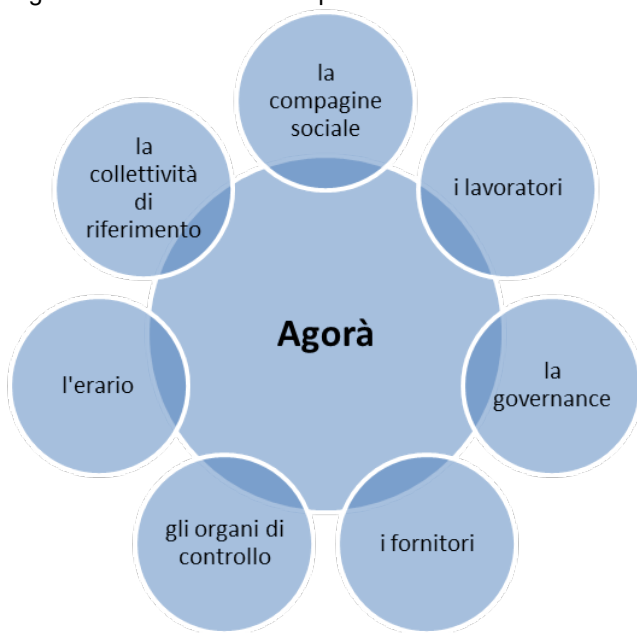 la
compagine
sociale
i lavoratori
la
governance
i fornitori
gli organi di
controllo
l'erario
la
collettività
di
riferimento
Agorà